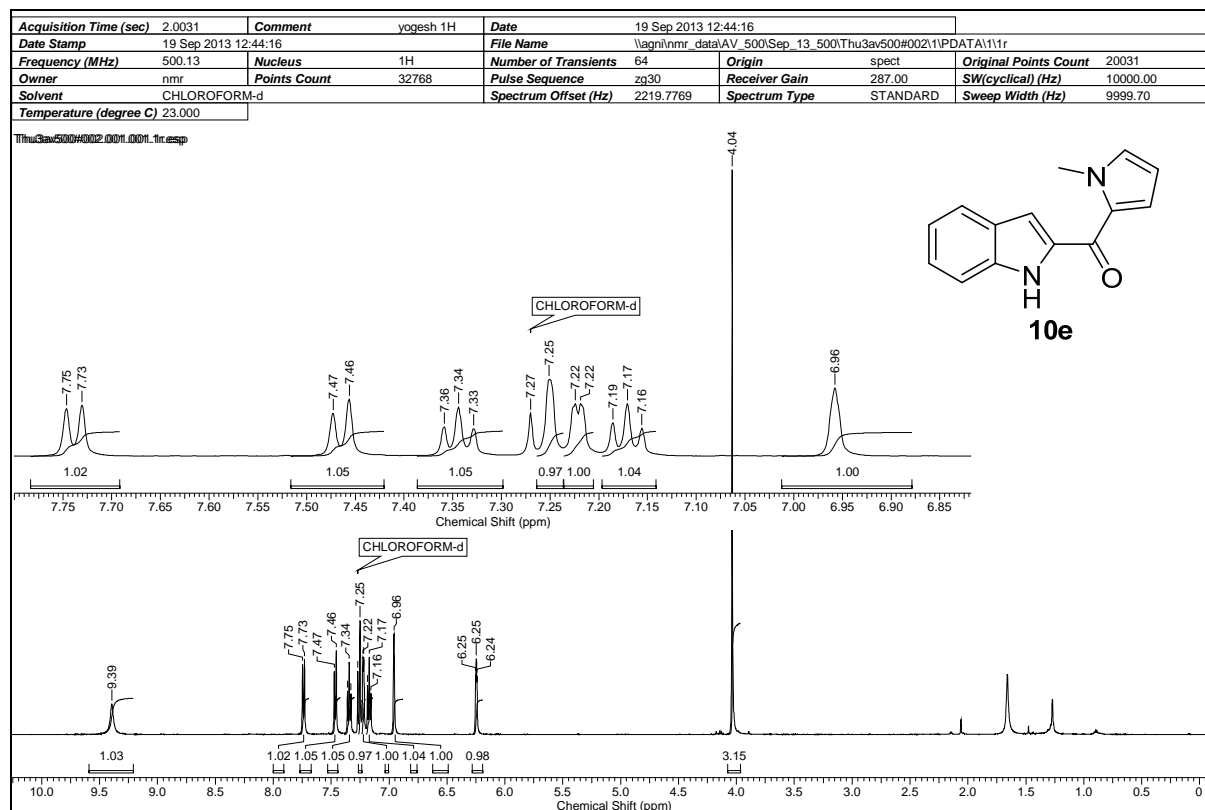 Acquisition Time (sec) 2.0031 Comment yogesh 1H Date 19 Sep 2013 12:44:16
Date Stamp 19 Sep 2013 12:44:16 File Name \\agni\nmr_data\AV_500\Sep_13_500\Thu3av500#002\1\PDATA\1\1r
Frequency (MHz) 500.13 Nucleus 1H Number of Transients 64 Origin spect Original Points Count 20031
Owner nmr Points Count 32768 Pulse Sequence zg30 Receiver Gain 287.00 SW(cyclical) (Hz) 10000.00
Solvent CHLOROFORM-d Spectrum Offset (Hz) 2219.7769 Spectrum Type STANDARD Sweep Width (Hz) 9999.70
Temperature (degree C) 23.000
Thu3av500#002.001.001.1r.esp
4.04
N
O
N
H
10e
CHLOROFORM-d
7.75 7.73 7.47 7.46 7.36 7.34 7.33 7.27 7.25 7.22 7.22 7.19 7.17 7.16 6.96
1.02 1.05 1.05 0.97 1.00 1.04 1.00
7.75 7.70 7.65 7.60 7.55 7.50 7.45 7.40 7.35 7.30 7.25 7.20 7.15 7.10 7.05 7.00 6.95 6.90 6.85
Chemical Shift (ppm)
CHLOROFORM-d
9.39 7.75 7.73 7.47 7.46 7.34 7.25 7.22 7.17 7.16 6.96 6.25 6.25 6.24
1.03 1.02 1.05 1.05 0.97 1.00 1.04 1.00 0.98 3.15
10.0 9.5 9.0 8.5 8.0 7.5 7.0 6.5 6.0 5.5 5.0 4.5 4.0 3.5 3.0 2.5 2.0 1.5 1.0 0.5 0
Chemical Shift (ppm)